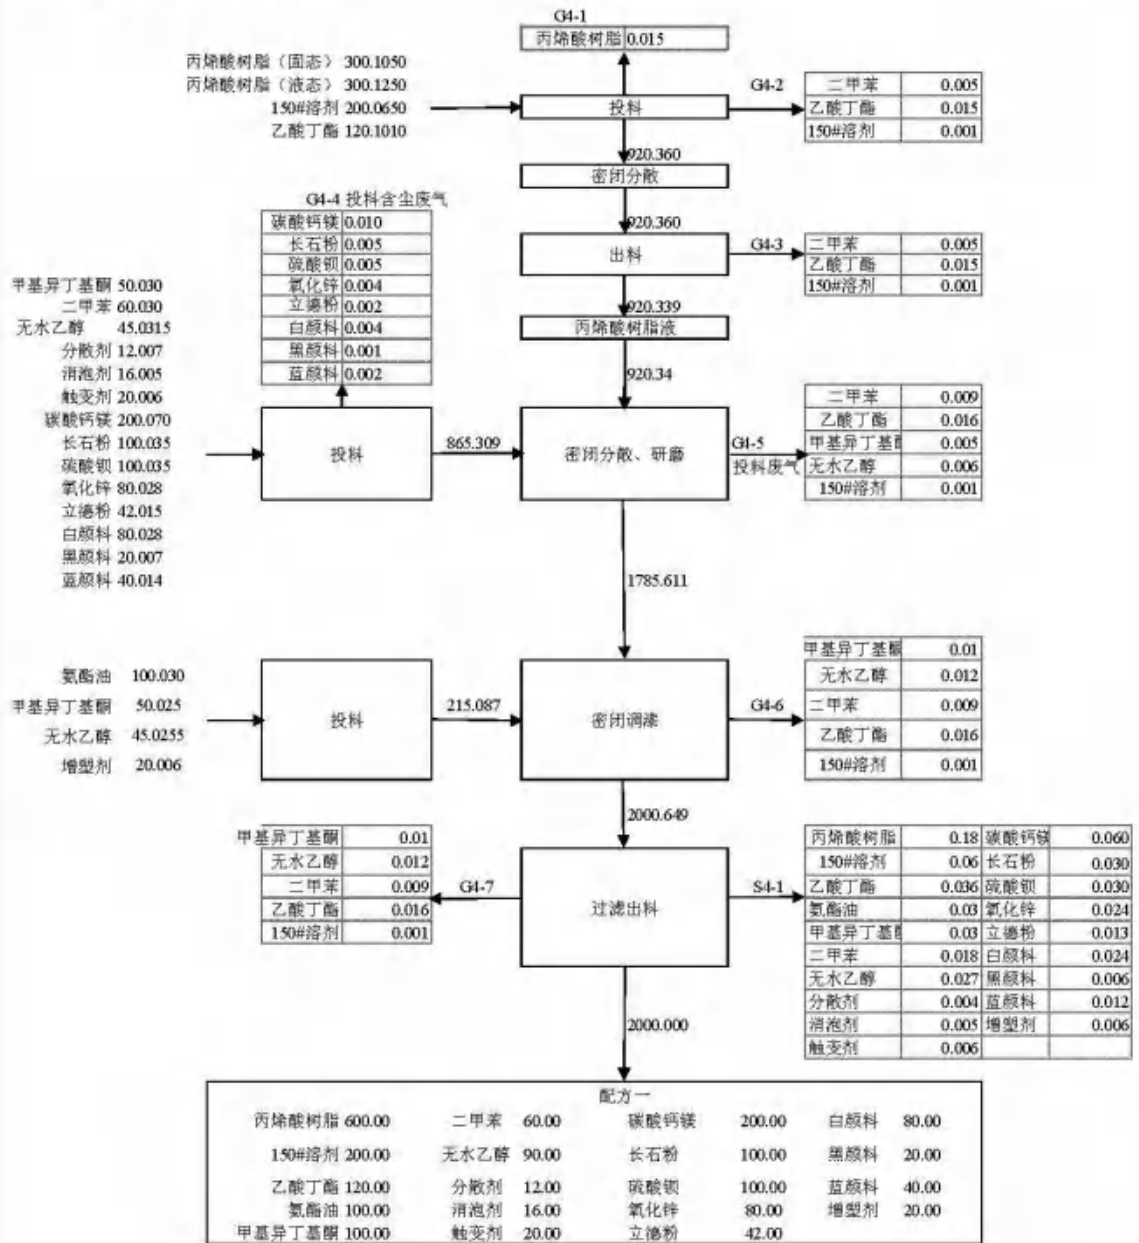 G4-1
丙烯酸树脂 0.015
丙烯酸树脂（固态） 300.1050
丙烯酸树脂（液态） 300.1250
150#溶剂 200.0650
乙酸丁酯 120.1010
投料
G4-2
二甲苯 0.005
乙酸丁酯 0.015
150#溶剂 0.001
920.360
密闭分散
920.360
出料
G4-3
二甲苯 0.005
乙酸丁酯 0.015
150#溶剂 0.001
920.339
丙烯酸树脂液
920.34
G4-4 投料含尘废气
碳酸钙镁 0.010
长石粉 0.005
硫酸钡 0.005
氧化锌 0.004
立德粉 0.002
白颜料 0.004
黑颜料 0.001
蓝颜料 0.002
甲基异丁基酮 50.030
二甲苯 60.030
无水乙醇 45.0315
分散剂 12.007
消泡剂 16.005
触变剂 20.006
碳酸钙镁 200.070
长石粉 100.035
硫酸钡 100.035
氧化锌 80.028
立德粉 42.015
白颜料 80.028
黑颜料 20.007
蓝颜料 40.014
投料
865.309
密闭分散、研磨
G4-5
投料废气
二甲苯 0.009
乙酸丁酯 0.016
甲基异丁基 0.005
无水乙醇 0.006
150#溶剂 0.001
1785.611
氨酯油 100.030
甲基异丁基酮 50.025
无水乙醇 45.0255
增塑剂 20.006
投料
215.087
密闭调漆
G4-6
甲基异丁基酮 0.01
无水乙醇 0.012
二甲苯 0.009
乙酸丁酯 0.016
150#溶剂 0.001
2000.649
甲基异丁基酮 0.01
无水乙醇 0.012
二甲苯 0.009
乙酸丁酯 0.016
150#溶剂 0.001
G4-7
过滤出料
S4-1
丙烯酸树脂 0.18 碳酸钙镁 0.060
150#溶剂 0.06 长石粉 0.030
乙酸丁酯 0.036 硫酸钡 0.030
氨酯油 0.03 氧化锌 0.024
甲基异丁基 0.03 立德粉 0.013
二甲苯 0.018 白颜料 0.024
无水乙醇 0.027 黑颜料 0.006
分散剂 0.004 蓝颜料 0.012
消泡剂 0.005 增塑剂 0.006
触变剂 0.006
2000.000
配方一
丙烯酸树脂 600.00 二甲苯 60.00 碳酸钙镁 200.00 白颜料 80.00
150#溶剂 200.00 无水乙醇 90.00 长石粉 100.00 黑颜料 20.00
乙酸丁酯 120.00 分散剂 12.00 硫酸钡 100.00 蓝颜料 40.00
氨酯油 100.00 消泡剂 16.00 氧化锌 80.00 增塑剂 20.00
甲基异丁基酮 100.00 触变剂 20.00 立德粉 42.00